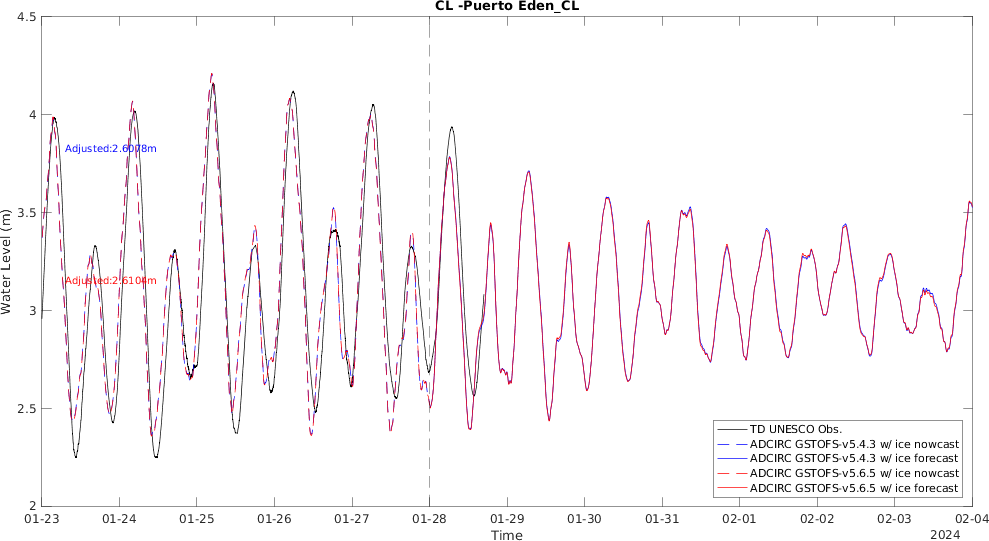 CL -Puerto Eden_CL
4.5
4
3.5
3
2.5
2
Water Level (m)
Adjusted:2.6078m
Adjusted:2.6104m
TD UNESCO Obs.
ADCIRC GSTOFS-v5.4.3 w/ ice nowcast
ADCIRC GSTOFS-v5.4.3 w/ ice forecast
ADCIRC GSTOFS-v5.6.5 w/ ice nowcast
ADCIRC GSTOFS-v5.6.5 w/ ice forecast
01-23 01-24 01-25 01-26 01-27 01-28 01-29 01-30 01-31 02-01 02-02 02-03 02-04
Time
2024